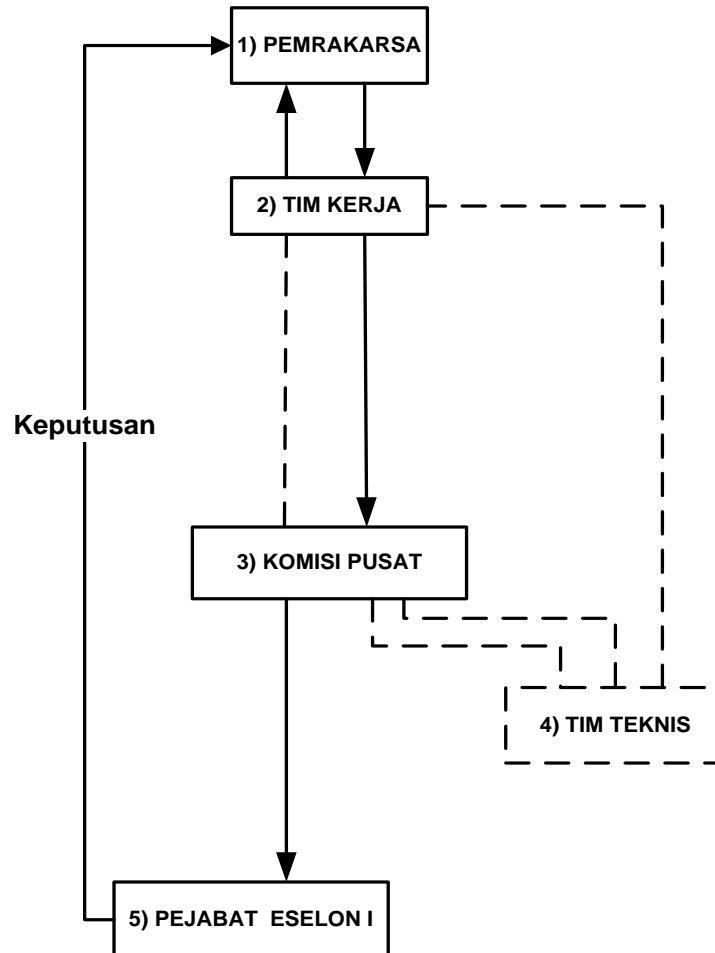 1) PEMRAKARSA
2) TIM KERJA
Keputusan
3) KOMISI PUSAT
4) TIM TEKNIS
5) PEJABAT ESELON I